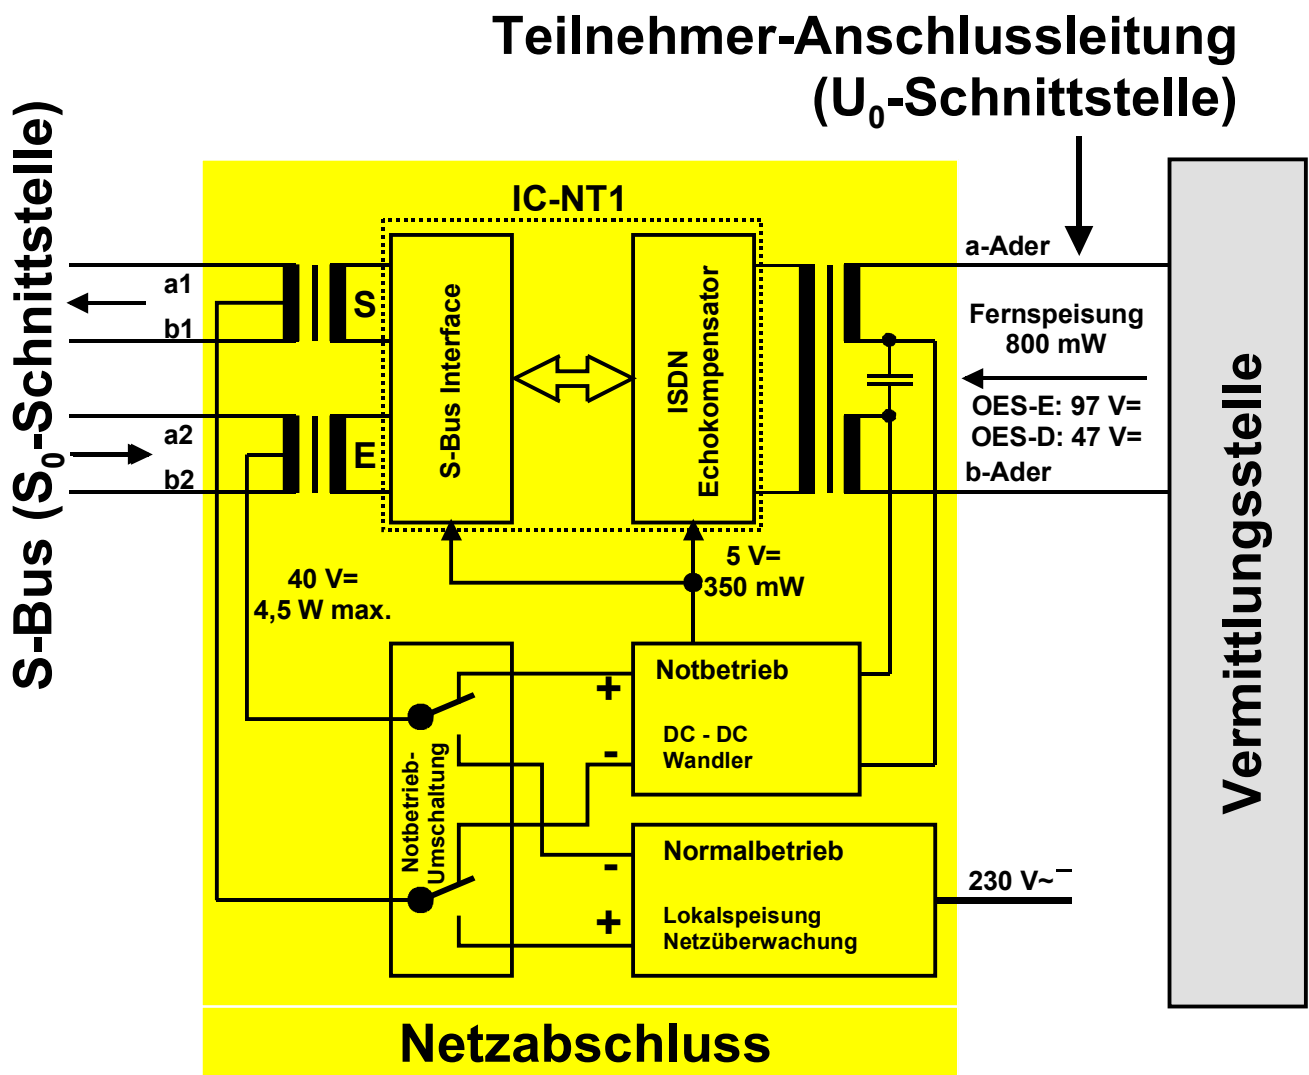 Teilnehmer-Anschlussleitung
(U0-Schnittstelle)
S-Bus (S0-Schnittstelle)
IC-NT1
a1
b1
a2
b2
S
E
S-Bus Interface
ISDN
Echokompensator
a-Ader
Fernspeisung
800 mW
OES-E: 97 V=
OES-D: 47 V=
b-Ader
Vermittlungsstelle
40 V=
4,5 W max.
5 V=
350 mW
Notbetrieb-
Umschaltung
+
-
Notbetrieb
DC - DC
Wandler
-
+
Normalbetrieb
Lokalspeisung
Netzüberwachung
230 V~
Netzabschluss